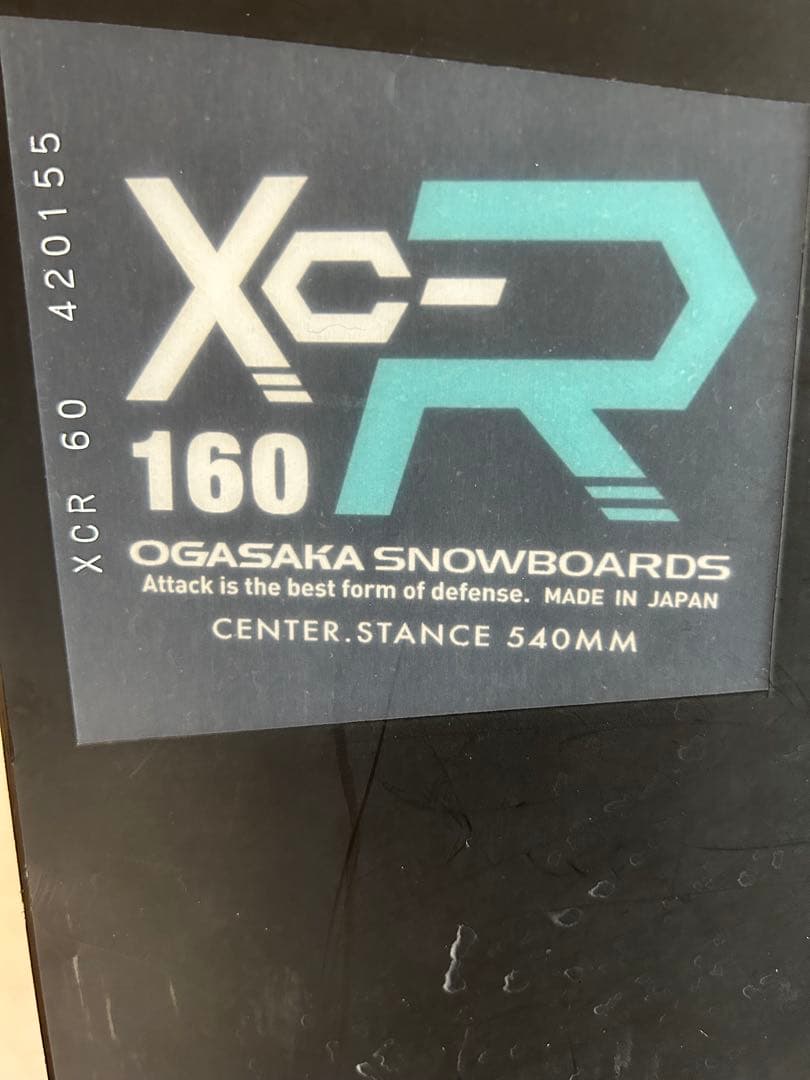 XCR 60 420155
Xc-R
160
OGASAKA SNOWBOARDS
Attack is the best form of defense. MADE IN JAPAN
CENTER.STANCE 540MM